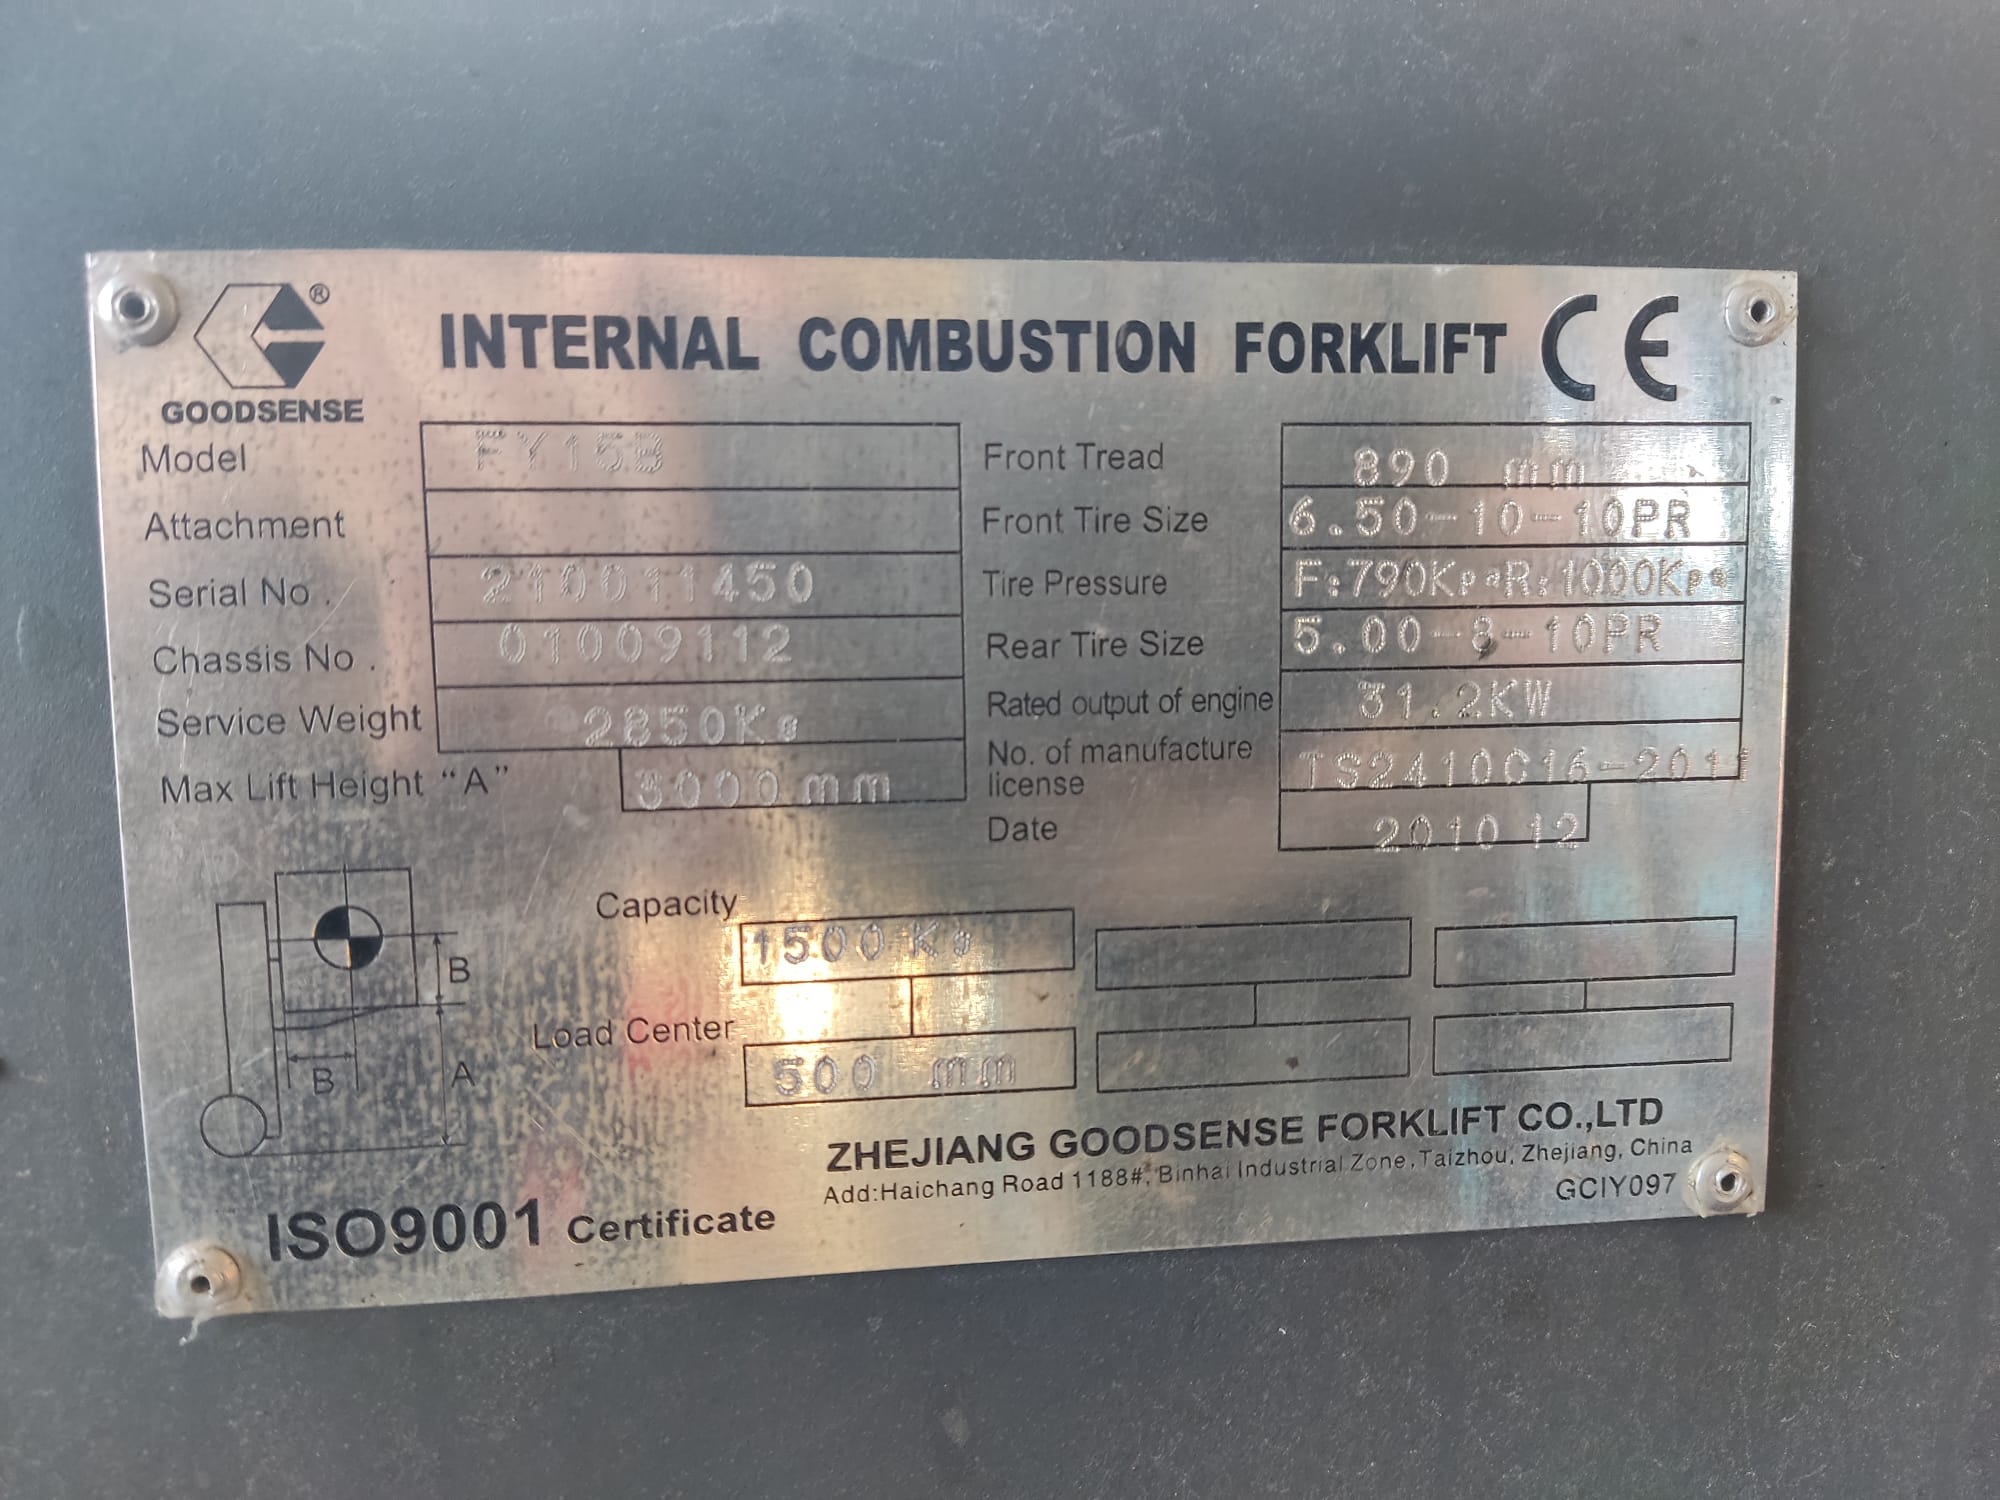 ®
GOODSENSE
INTERNAL COMBUSTION FORKLIFT CE
Model FY15B
Attachment
Serial No. 210011450
Chassis No. 01009112
Service Weight 2850Kg
Max Lift Height “A” 3000mm
Front Tread 890 mm
Front Tire Size 6.50-10-10PR
Tire Pressure F:790KpaR:1000Kpa
Rear Tire Size 5.00-8-10PR
Rated output of engine 31.2KW
No. of manufacture
license TS2410C16-2011
Date 2010 12
Capacity 1500Kg
Load Center 500 mm
B
B
A
ZHEJIANG GOODSENSE FORKLIFT CO.,LTD
Add:Haichang Road 1188#, Binhai Industrial Zone, Taizhou, Zhejiang, China
GCIY097
ISO9001 Certificate